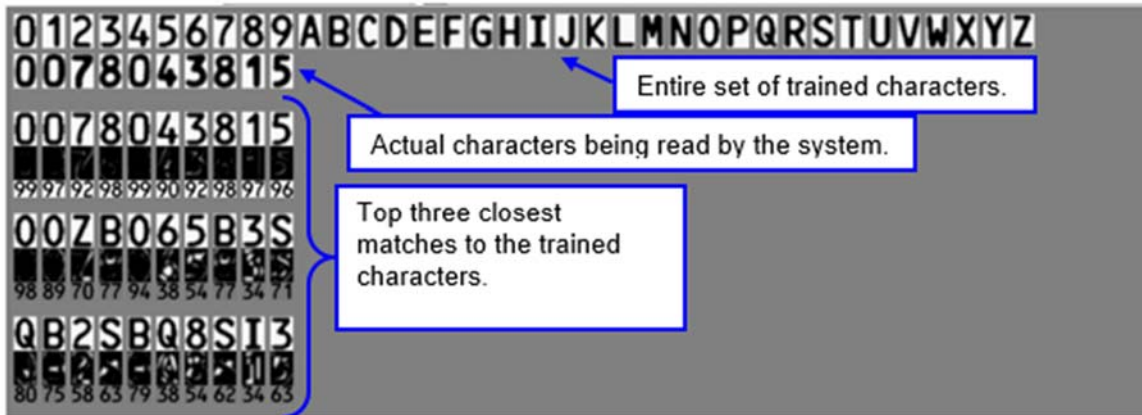 0123456789ABCDEFGHIJKLMNOPQRSTUVWXYZ
0078043815
Entire set of trained characters.
Actual characters being read by the system.
0078043815
99 97 92 98 99 90 92 98 97 96
Top three closest
matches to the trained
characters.
OOZBO65B3S
98 89 70 77 94 38 54 77 34 71
QB2SBQ8SI3
80 75 58 63 79 38 54 62 34 63